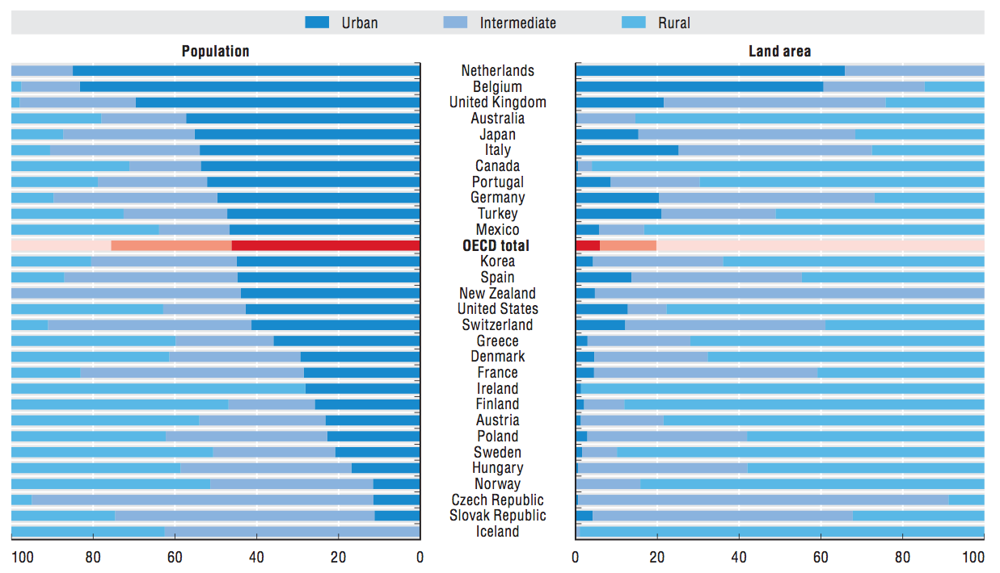 Urban Intermediate Rural
Population Land area
Netherlands
Belgium
United Kingdom
Australia
Japan
Italy
Canada
Portugal
Germany
Turkey
Mexico
OECD total
Korea
Spain
New Zealand
United States
Switzerland
Greece
Denmark
France
Ireland
Finland
Austria
Poland
Sweden
Hungary
Norway
Czech Republic
Slovak Republic
Iceland
100 80 60 40 20 0 0 20 40 60 80 100